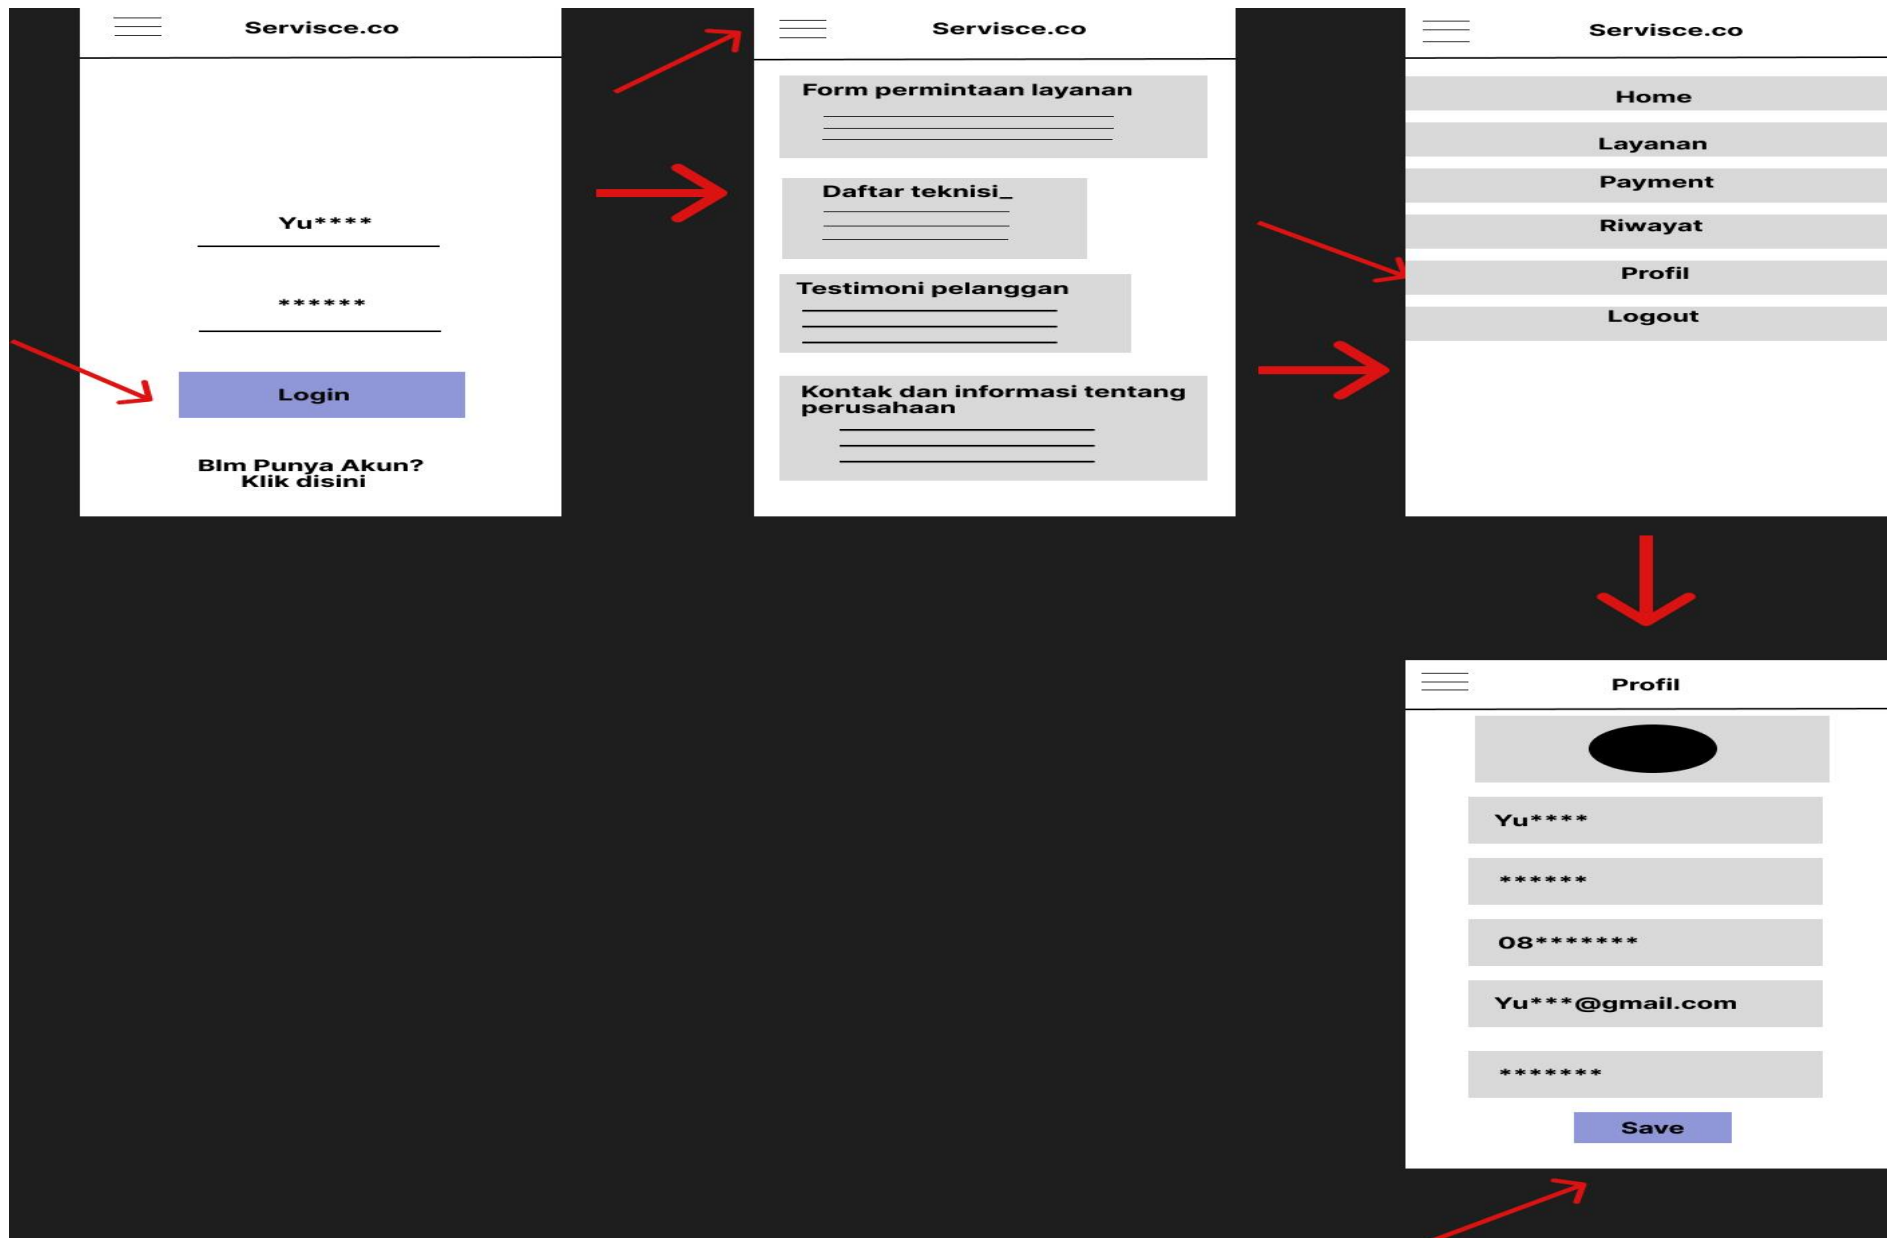 Servisce.co
Yu****
******
Login
Blm Punya Akun?
Klik disini
Servisce.co
Form permintaan layanan
Daftar teknisi_
Testimoni pelanggan
Kontak dan informasi tentang
perusahaan
Servisce.co
Home
Layanan
Payment
Riwayat
Profil
Logout
Profil
Yu****
******
08*******
Yu***@gmail.com
*******
Save